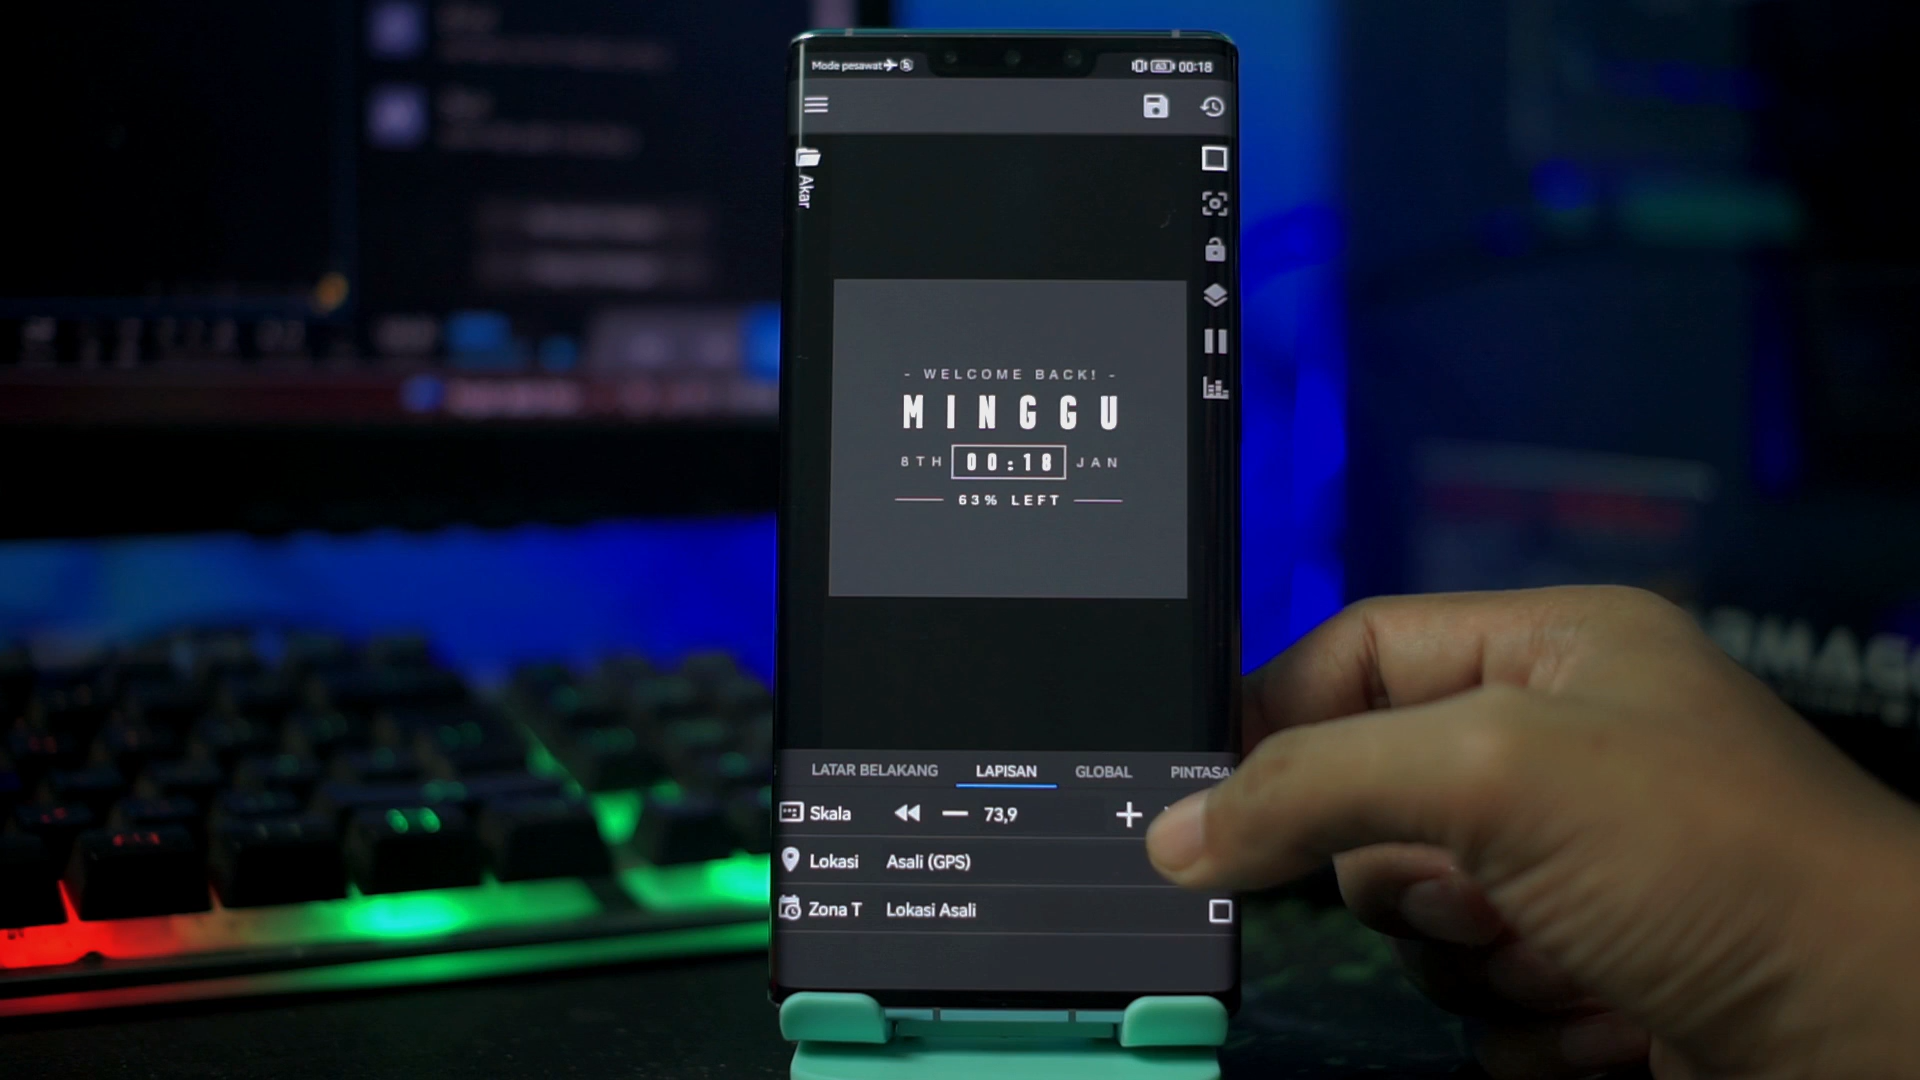 Mode pesawat 63 00:18
Akar
- WELCOME BACK! -
MINGGU
8TH 00:18 JAN
63% LEFT
LATAR BELAKANG LAPISAN GLOBAL PINTASA
Skala 73,9
Lokasi Asali (GPS)
Zona T Lokasi Asali